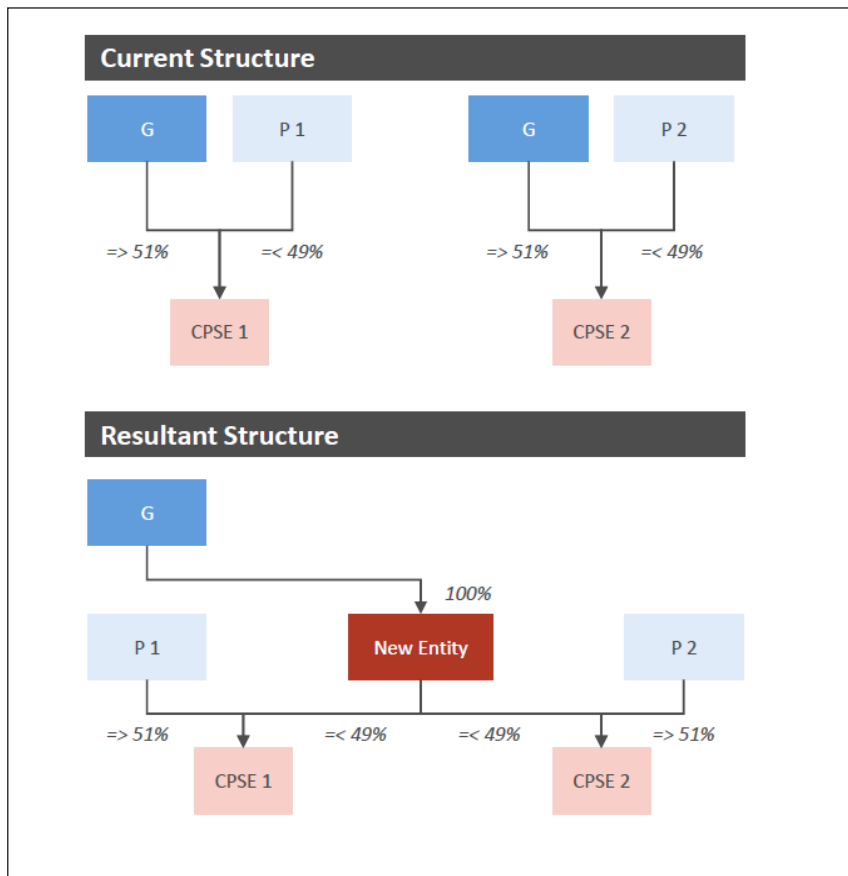 Current Structure
G
P 1
G
P 2
=> 51%
=< 49%
=> 51%
=< 49%
CPSE 1
CPSE 2
Resultant Structure
G
100%
P 1
New Entity
P 2
=> 51%
=< 49%
=< 49%
=> 51%
CPSE 1
CPSE 2